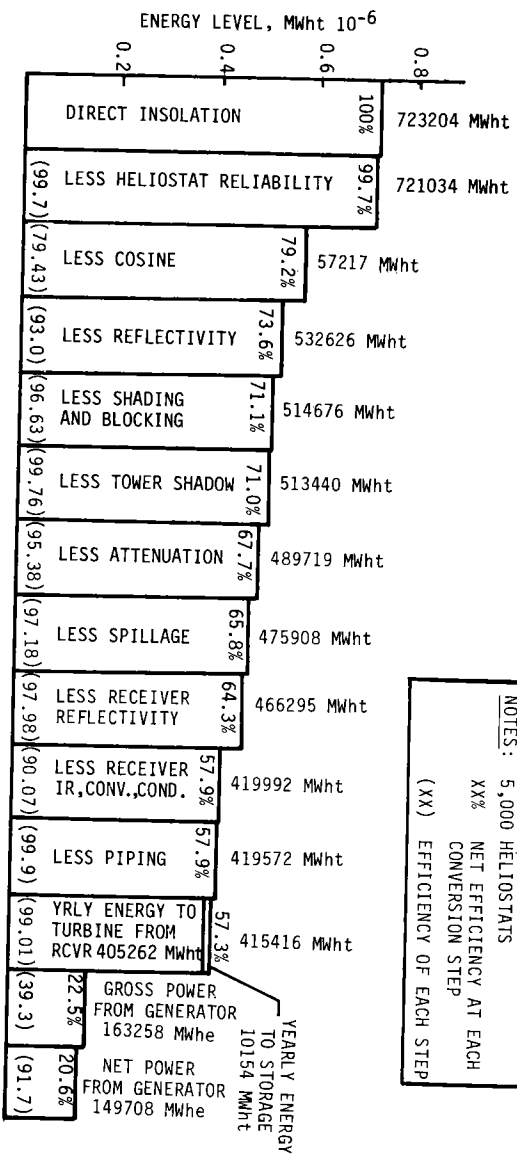 ENERGY LEVEL, MWht 10-6
0.2
0.4
0.6
0.8
DIRECT INSOLATION
100%
723204 MWht
LESS HELIOSTAT RELIABILITY
99.7%
721034 MWht
(99.7)
LESS COSINE
79.2%
57217 MWht
(79.43)
LESS REFLECTIVITY
73.6%
532626 MWht
(93.0)
LESS SHADING
AND BLOCKING
71.1%
514676 MWht
(96.63)
LESS TOWER SHADOW
71.0%
513440 MWht
(99.76)
LESS ATTENUATION
67.7%
489719 MWht
(95.38)
LESS SPILLAGE
65.8%
475908 MWht
(97.18)
LESS RECEIVER
REFLECTIVITY
64.3%
466295 MWht
(97.98)
LESS RECEIVER
IR,CONV.,COND.
57.9%
419992 MWht
(90.07)
LESS PIPING
57.9%
419572 MWht
(99.9)
YRLY ENERGY TO
TURBINE FROM
RCVR 405262 MWht
57.3%
415416 MWht
(99.01)
YEARLY ENERGY
TO STORAGE
10154 MWht
GROSS POWER
FROM GENERATOR
163258 MWhe
22.5%
(39.3)
NET POWER
FROM GENERATOR
149708 MWhe
20.6%
(91.7)
NOTES: 5,000 HELIOSTATS
XX% NET EFFICIENCY AT EACH
CONVERSION STEP
(XX) EFFICIENCY OF EACH STEP